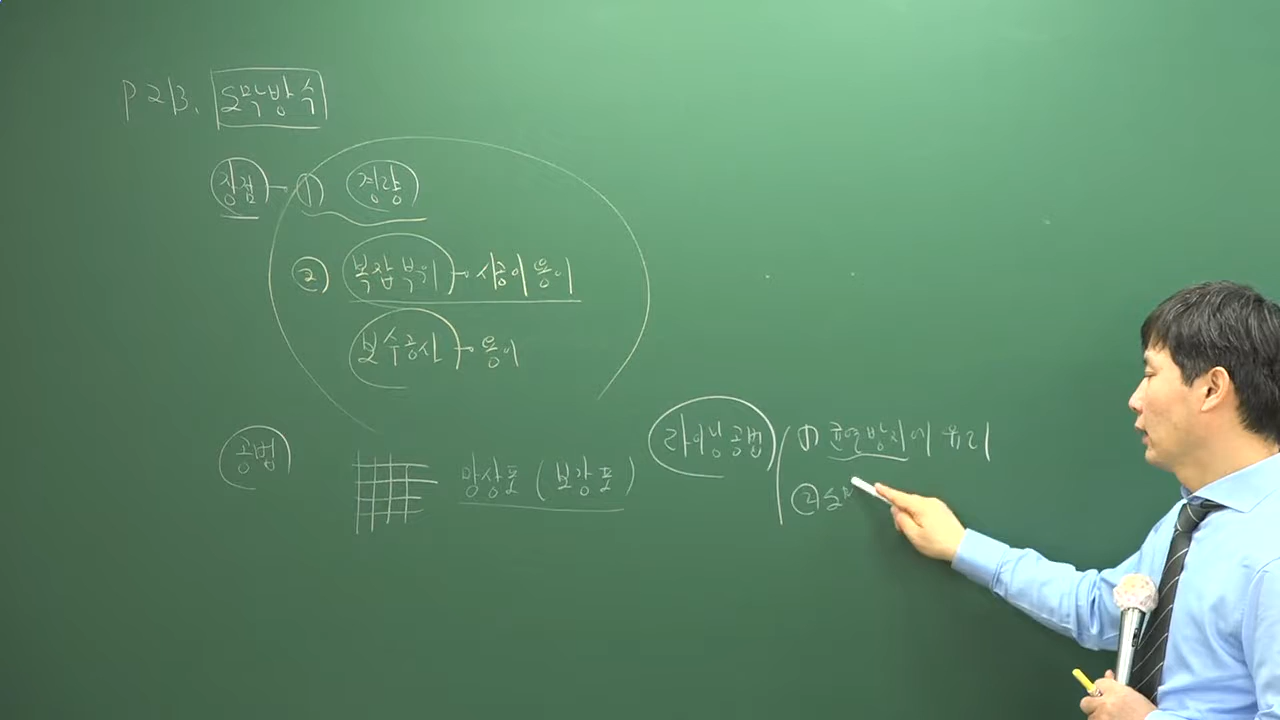 P 213. 도막방수
장점 - ① 경량
② 복잡부위 → 시공이 용이
보수공사 → 용이
공법
망상포 (보강포)
라이닝공법
① 균열방지에 유리
②